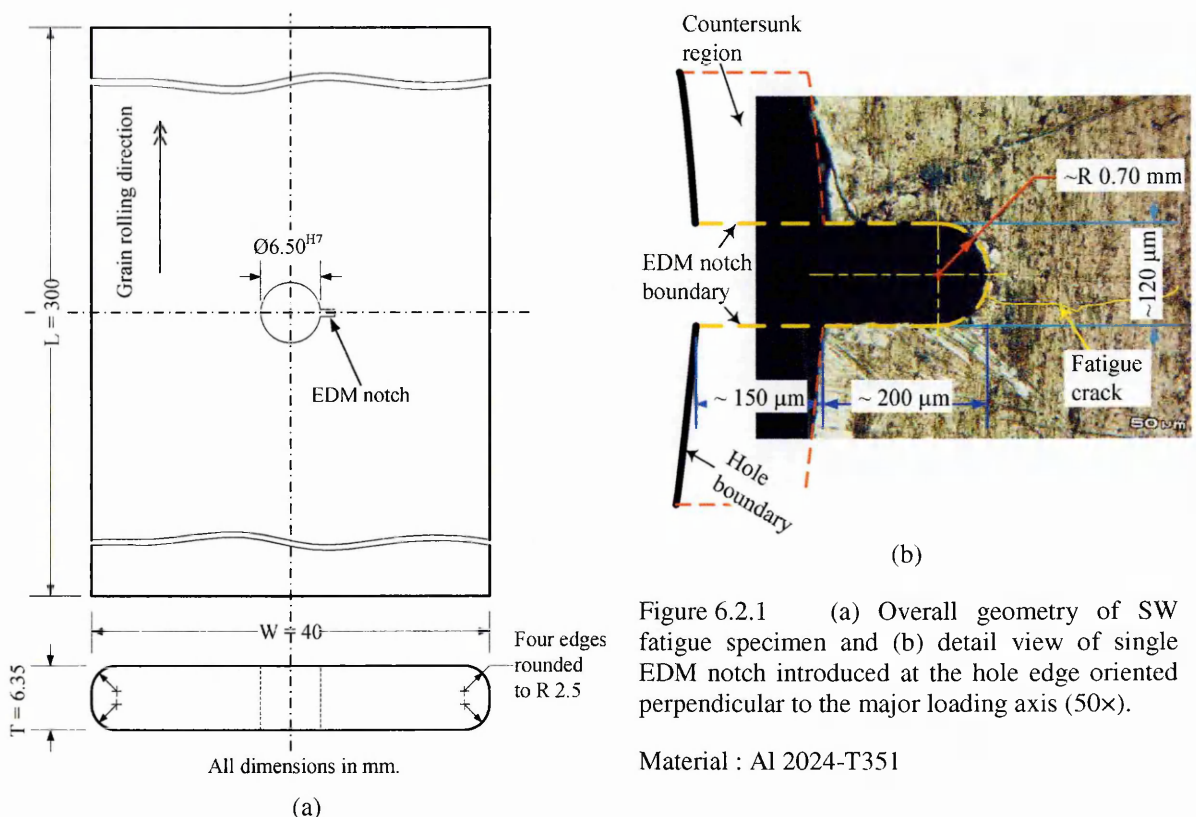 Grain rolling direction
Ø6.50H7
L = 300
EDM notch
W = 40
T = 6.35
Four edges
rounded
to R 2.5
All dimensions in mm.
(a)
Countersunk
region
~R 0.70 mm
EDM notch
boundary
~120 µm
Fatigue
crack
~ 150 µm
~ 200 µm
50µm
Hole
boundary
(b)
Figure 6.2.1 (a) Overall geometry of SW
fatigue specimen and (b) detail view of single
EDM notch introduced at the hole edge oriented
perpendicular to the major loading axis (50×).
Material : Al 2024-T351